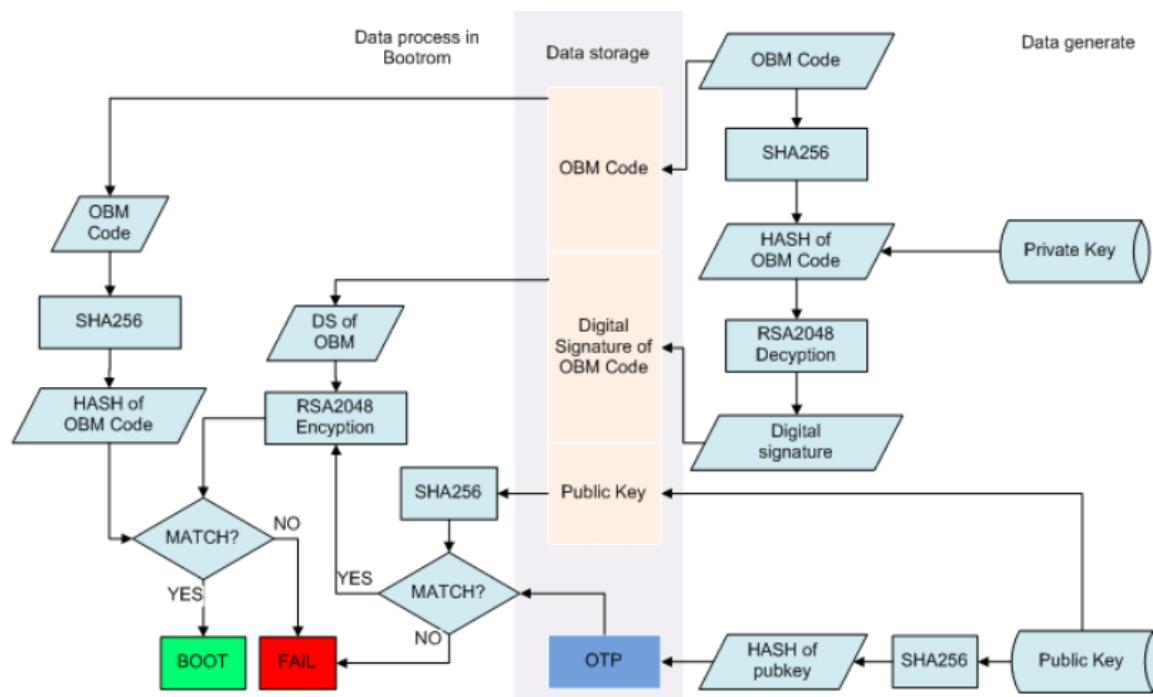 Data process in
Bootrom
Data storage
Data generate
OBM Code
SHA256
HASH of
OBM Code
Private Key
RSA2048
Decyption
Digital
signature
OBM Code
Digital
Signature of
OBM Code
Public Key
OBM
Code
SHA256
HASH of
OBM Code
DS of
OBM
RSA2048
Encyption
SHA256
MATCH?
NO
YES
MATCH?
YES
NO
BOOT
FAIL
OTP
HASH of
pubkey
SHA256
Public Key